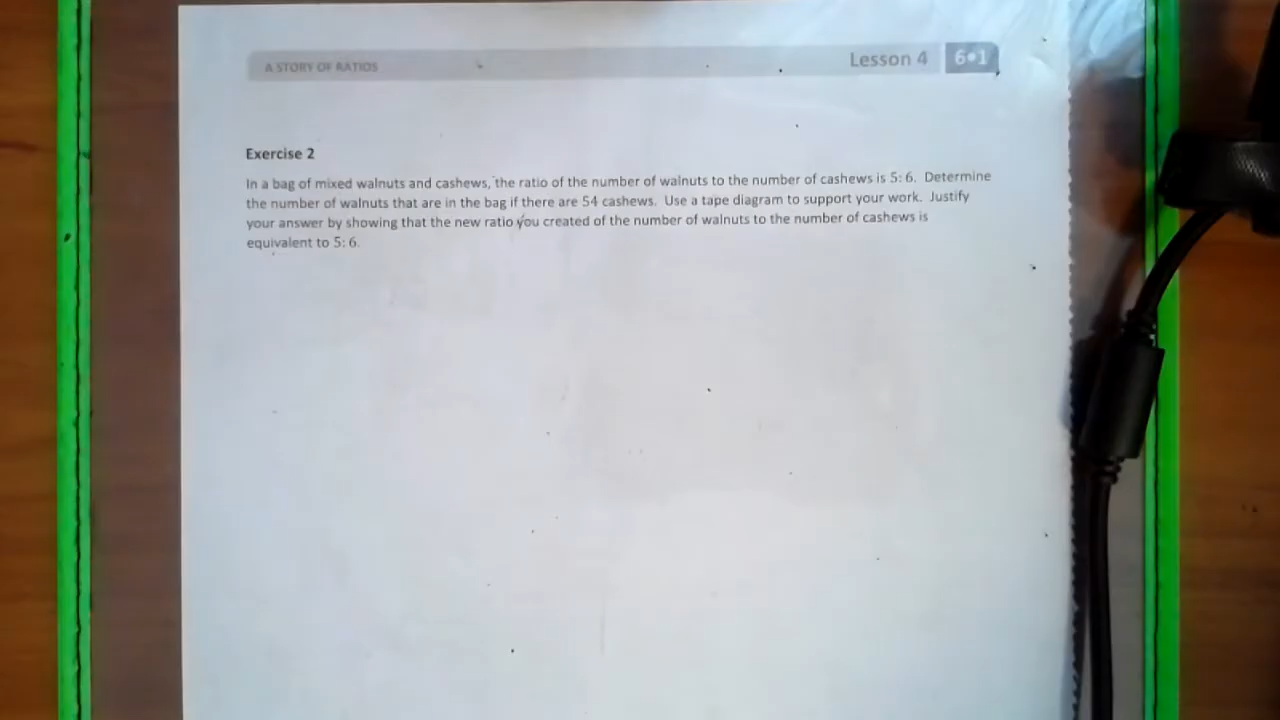 A STORY OF RATIOS
Lesson 4
6•1
Exercise 2
In a bag of mixed walnuts and cashews, the ratio of the number of walnuts to the number of cashews is 5: 6. Determine
the number of walnuts that are in the bag if there are 54 cashews. Use a tape diagram to support your work. Justify
your answer by showing that the new ratio you created of the number of walnuts to the number of cashews is
equivalent to 5: 6.